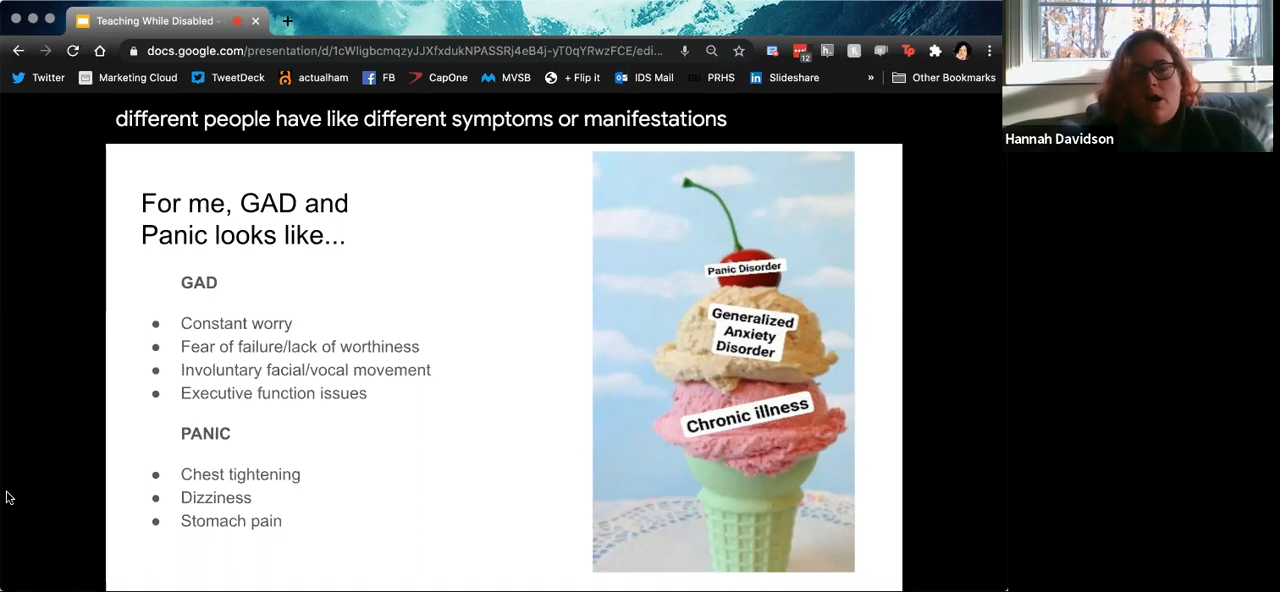 Teaching While Disabled -
docs.google.com/presentation/d/1cWligbcmqzyJJXfxdukNPASSRj4eB4j-yT0qYRwzFCE/edi...
12
Tp
Twitter
Marketing Cloud
TweetDeck
actualham
FB
CapOne
MVSB
+ Flip it
IDS Mail
PRHS
Slideshare
»
Other Bookmarks
Hannah Davidson
different people have like different symptoms or manifestations
For me, GAD and
Panic looks like...
GAD
● Constant worry
● Fear of failure/lack of worthiness
● Involuntary facial/vocal movement
● Executive function issues
PANIC
● Chest tightening
● Dizziness
● Stomach pain
Panic Disorder
Generalized
Anxiety
Disorder
Chronic illness